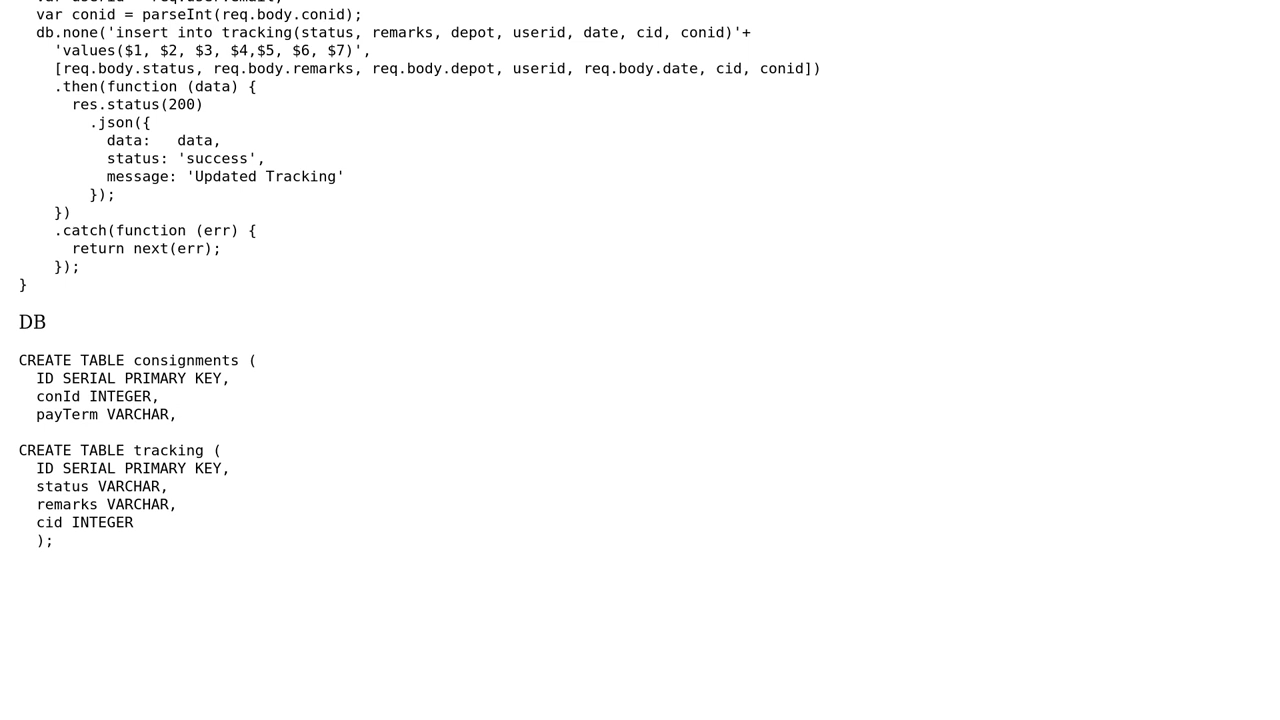 var conid = parseInt(req.body.conid);
db.none('insert into tracking(status, remarks, depot, userid, date, cid, conid)'+
'values($1, $2, $3, $4,$5, $6, $7)',
[req.body.status, req.body.remarks, req.body.depot, userid, req.body.date, cid, conid])
.then(function (data) {
res.status(200)
.json({
data:   data,
status: 'success',
message: 'Updated Tracking'
});
})
.catch(function (err) {
return next(err);
});
}
DB
CREATE TABLE consignments (
ID SERIAL PRIMARY KEY,
conId INTEGER,
payTerm VARCHAR,
CREATE TABLE tracking (
ID SERIAL PRIMARY KEY,
status VARCHAR,
remarks VARCHAR,
cid INTEGER
);